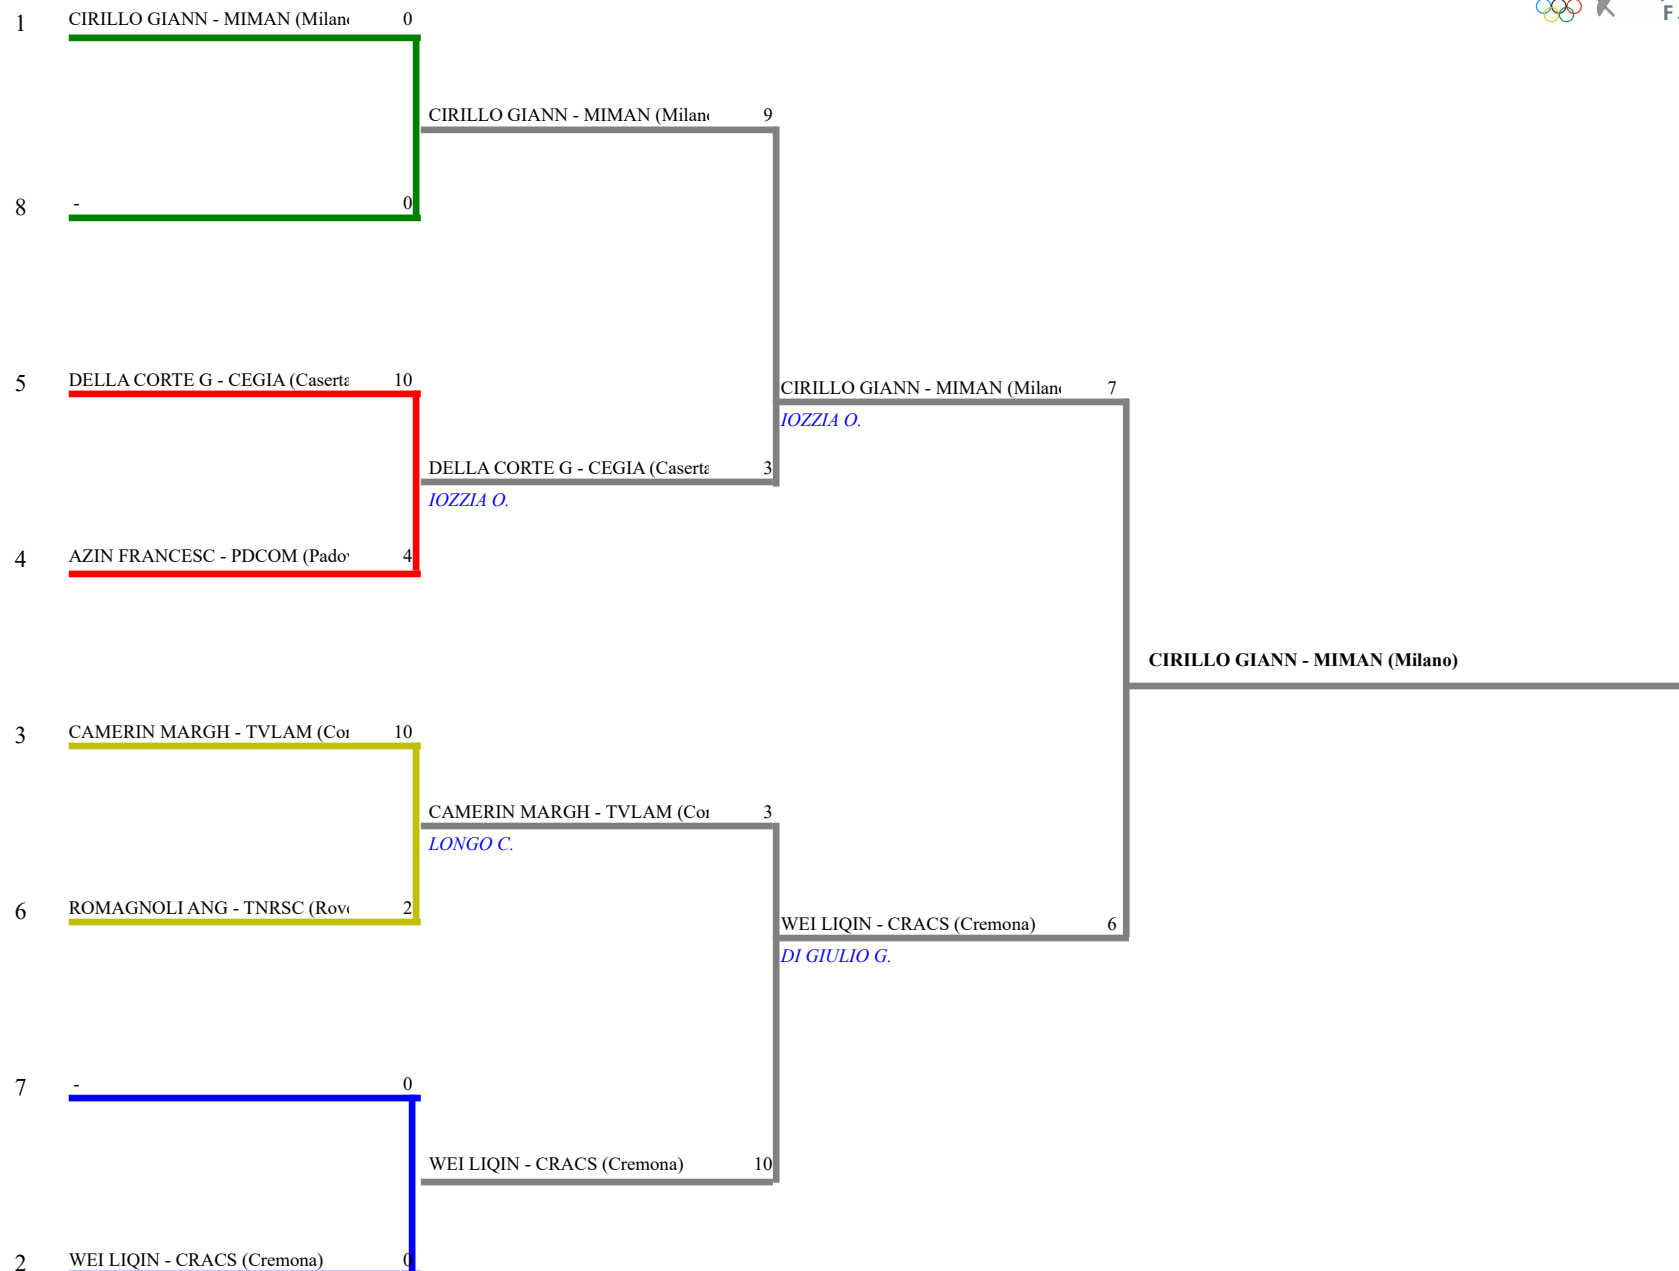 1 CIRILLO GIANN - MIMAN (Milan 0
F
CIRILLO GIANN - MIMAN (Milan 9
8 - 0
5 DELLA CORTE G - CEGIA (Caserta 10
CIRILLO GIANN - MIMAN (Milan 7
IOZZIA O.
DELLA CORTE G - CEGIA (Caserta 3
IOZZIA O.
4 AZIN FRANCESC - PDCOM (Pado 4
CIRILLO GIANN - MIMAN (Milano)
3 CAMERIN MARGH - TVLAM (Co 10
CAMERIN MARGH - TVLAM (Co 3
LONGO C.
6 ROMAGNOLI ANG - TNRSC (Rov 2
WEI LIQIN - CRACS (Cremona) 6
DI GIULIO G.
7 - 0
WEI LIQIN - CRACS (Cremona) 10
2 WEI LIQIN - CRACS (Cremona) 0